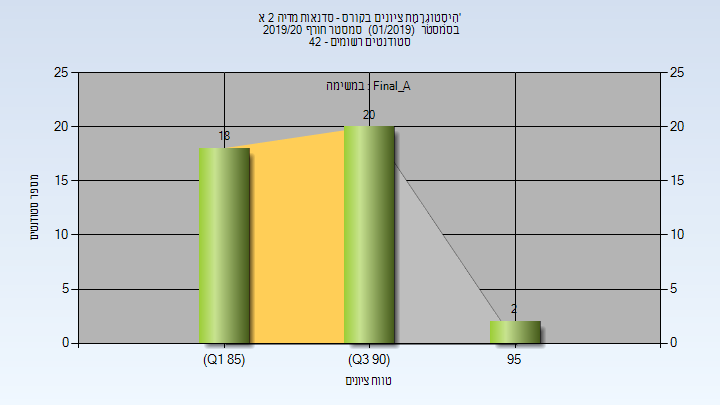 היסטוגרמת ציונים בקורס - סדנאות מדיה 2 א'
בסמסטר (01/2019) סמסטר חורף 2019/20
סטודנטים רשומים - 42
במשימה : Final_A
25
20
15
10
5
0
25
20
15
10
5
0
18
20
2
(Q1 85)
(Q3 90)
95
מספר סטודנטים
טווח ציונים